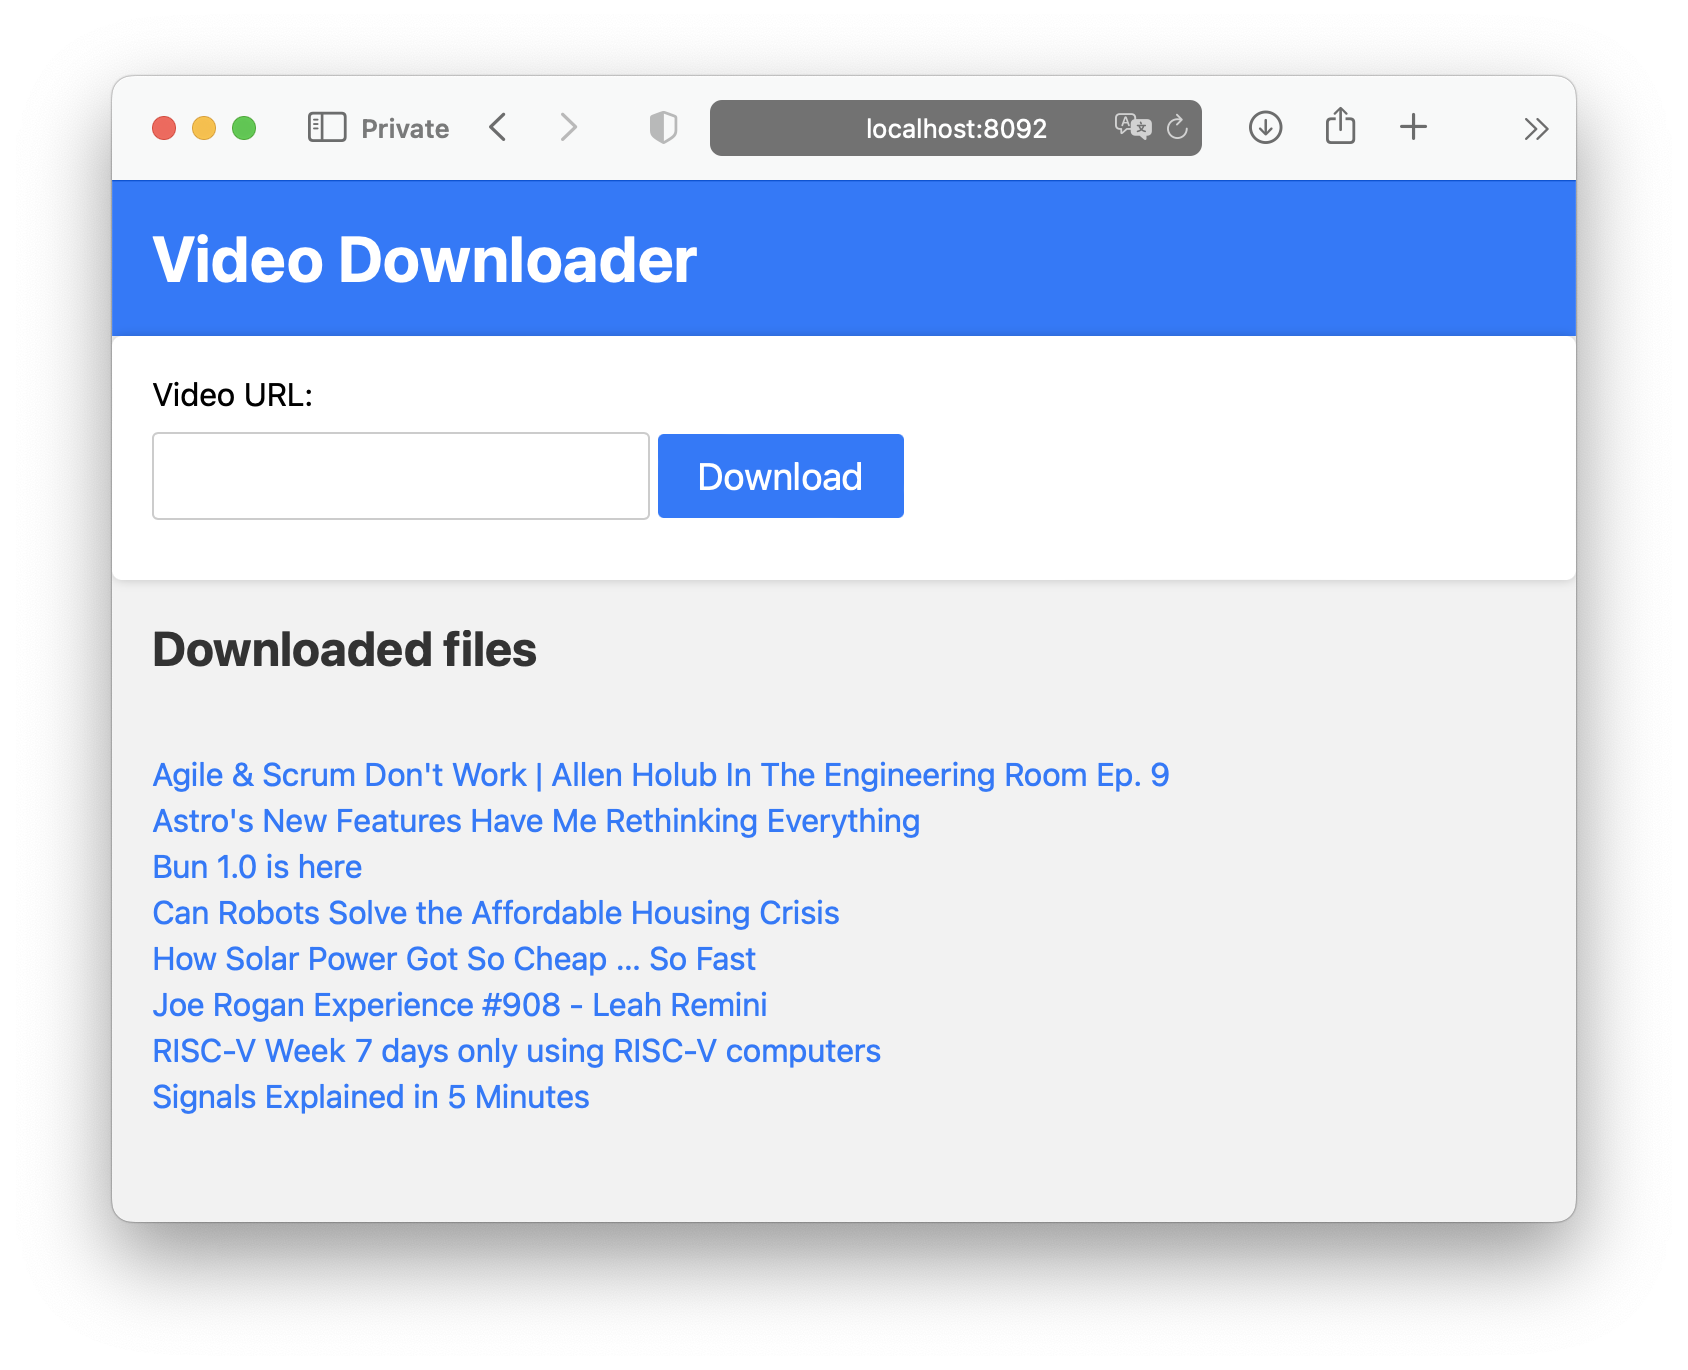 Private
localhost:8092
Video Downloader
Video URL:
Download
Downloaded files
Agile & Scrum Don't Work | Allen Holub In The Engineering Room Ep. 9
Astro's New Features Have Me Rethinking Everything
Bun 1.0 is here
Can Robots Solve the Affordable Housing Crisis
How Solar Power Got So Cheap ... So Fast
Joe Rogan Experience #908 - Leah Remini
RISC-V Week 7 days only using RISC-V computers
Signals Explained in 5 Minutes